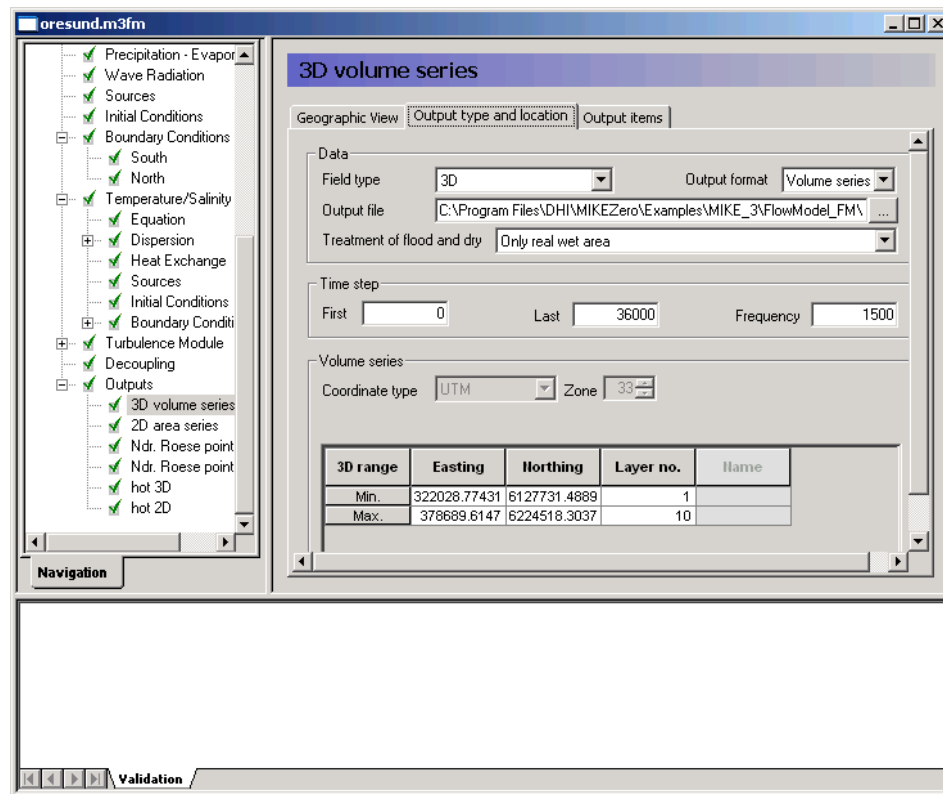 oresund.m3fm
Precipitation - Evapor
Wave Radiation
Sources
Initial Conditions
Boundary Conditions
South
North
Temperature/Salinity
Equation
Dispersion
Heat Exchange
Sources
Initial Conditions
Boundary Conditi
Turbulence Module
Decoupling
Outputs
3D volume series
2D area series
Ndr. Roese point
Ndr. Roese point
hot 3D
hot 2D
Navigation
3D volume series
Geographic View Output type and location Output items
Data
Field type 3D Output format Volume series
Output file C:\Program Files\DHI\MIKEZero\Examples\MIKE_3\FlowModel_FM\ ...
Treatment of flood and dry Only real wet area
Time step
First 0 Last 36000 Frequency 1500
Volume series
Coordinate type UTM Zone 33
3D range Easting Northing Layer no. Name
Min. 322028.77431 6127731.4889 1
Max. 378689.6147 6224518.3037 10
Validation